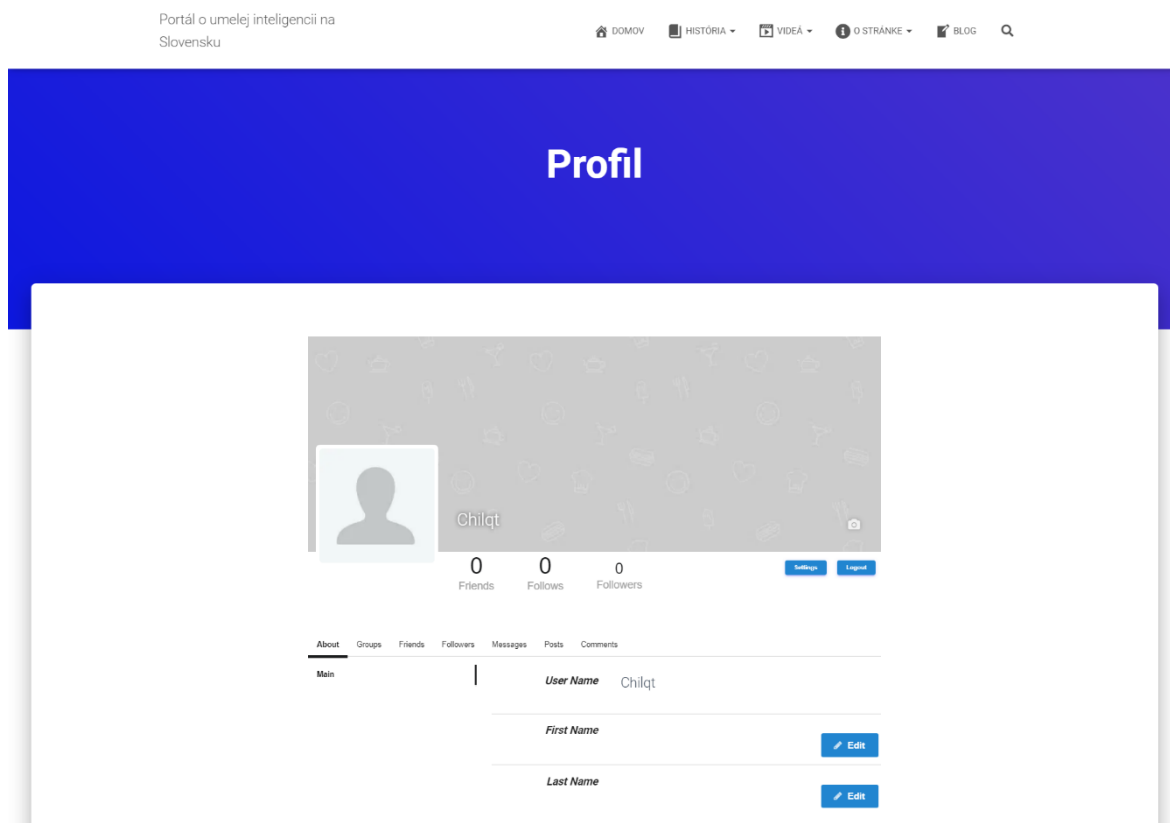 Portál o umelej inteligencii na
Slovensku
DOMOV HISTÓRIA VIDEÁ O STRÁNKE BLOG
Profil
Chilqt
0 0 0
Friends Follows Followers
Settings Logout
About Groups Friends Followers Messages Posts Comments
Main
User Name Chilqt
First Name
Edit
Last Name
Edit